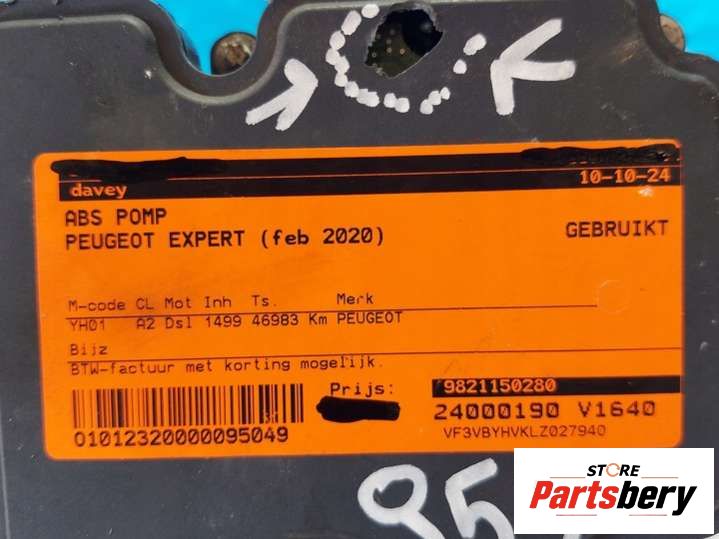 davey
10-10-24
ABS POMP
PEUGEOT EXPERT (feb 2020)
GEBRUIKT
M-code CL Mot Inh Ts. Merk
YH01 A2 Dsl 1499 46983 Km PEUGEOT
Bijz
BTW-factuur met korting mogelijk.
Prijs:
9821150280
24000190 V1640
01012320000095049
VF3VBYHVKLZ027940
95
STORE
Partsbery